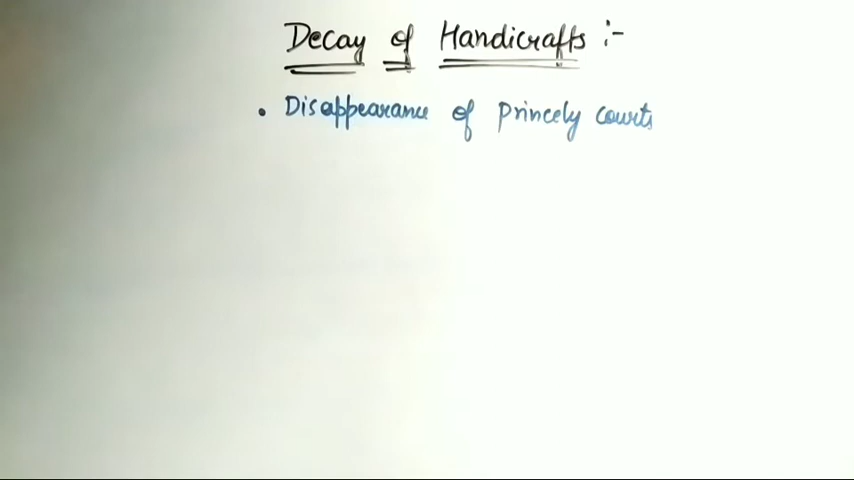 Decay of Handicrafts :-
• Disappearance of Princely courts